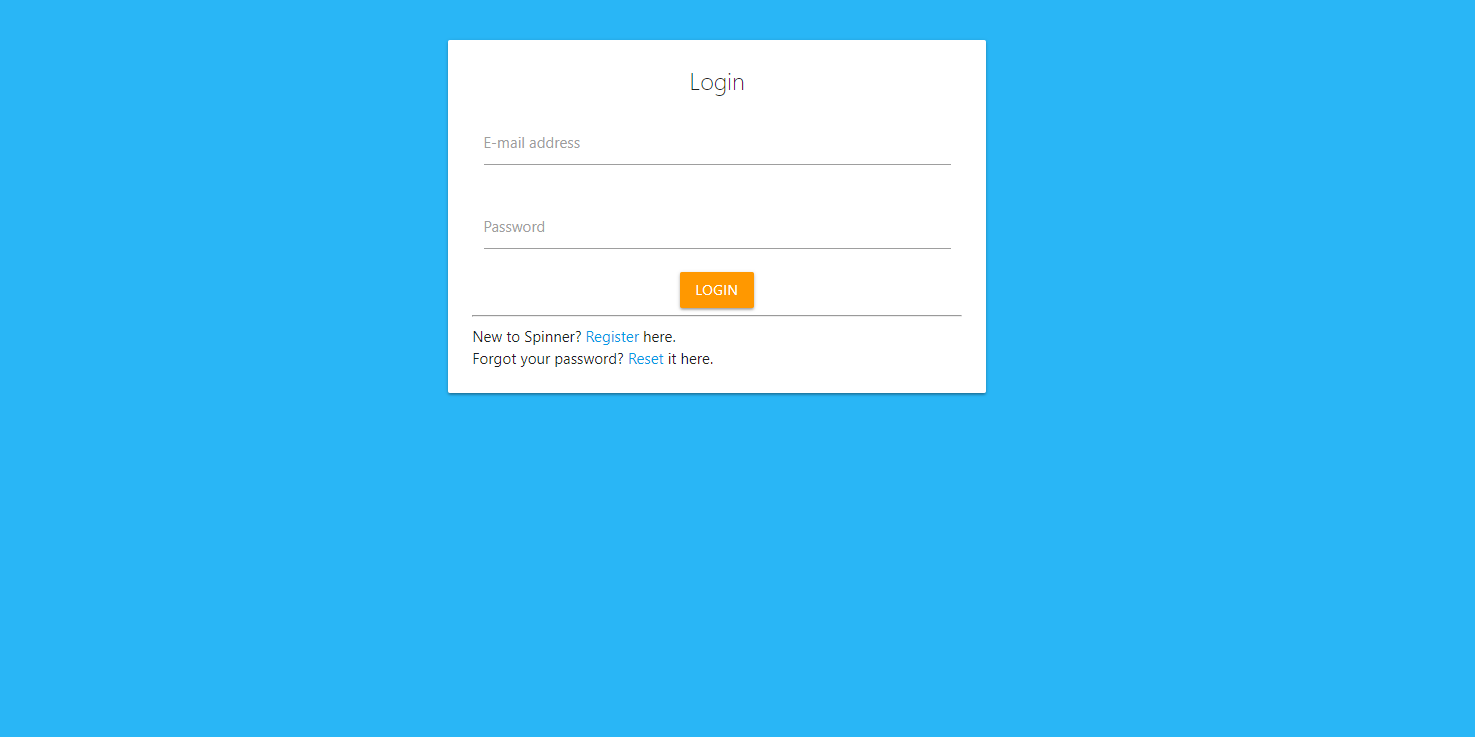 Login
E-mail address
Password
LOGIN
New to Spinner? Register here.
Forgot your password? Reset it here.